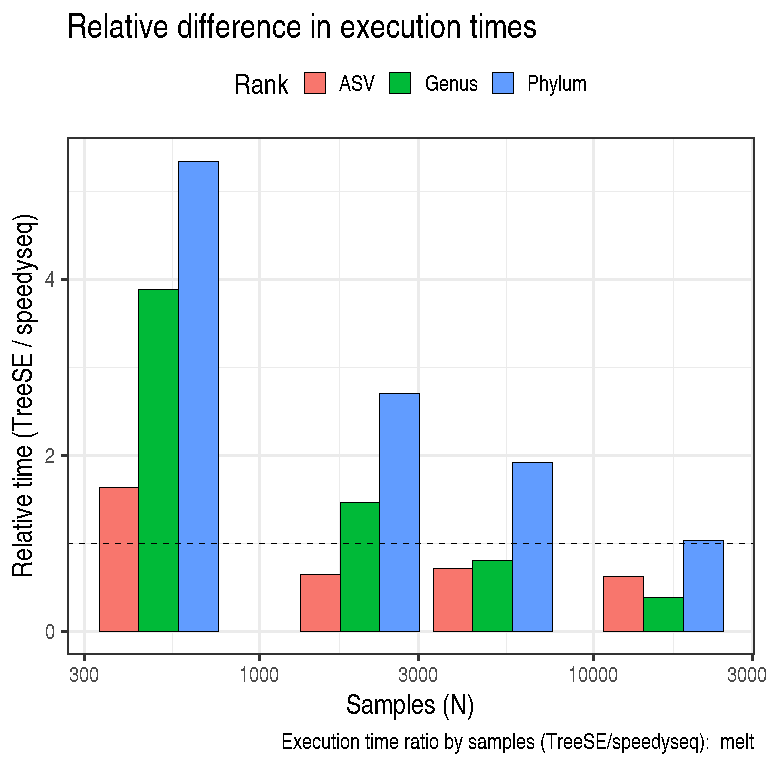 Relative difference in execution times
Rank ASV Genus Phylum
Relative time (TreeSE / speedyseq)
4
2
0
300 1000 3000 10000 3000
Samples (N)
Execution time ratio by samples (TreeSE/speedyseq): melt